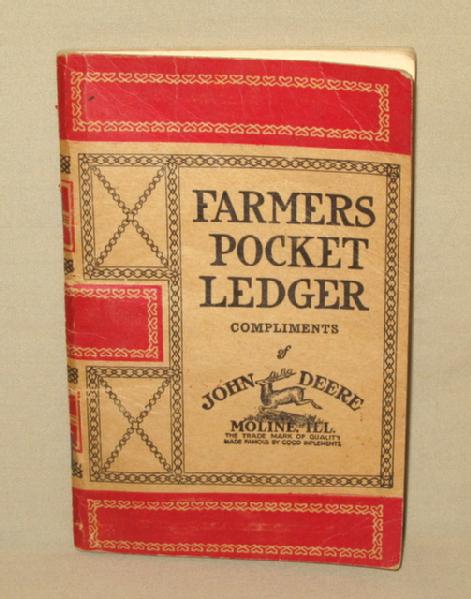 FARMERS
POCKET
LEDGER
COMPLIMENTS
of
JOHN DEERE
MOLINE, ILL.
THE TRADE MARK OF QUALITY
MADE FAMOUS BY GOOD IMPLEMENTS